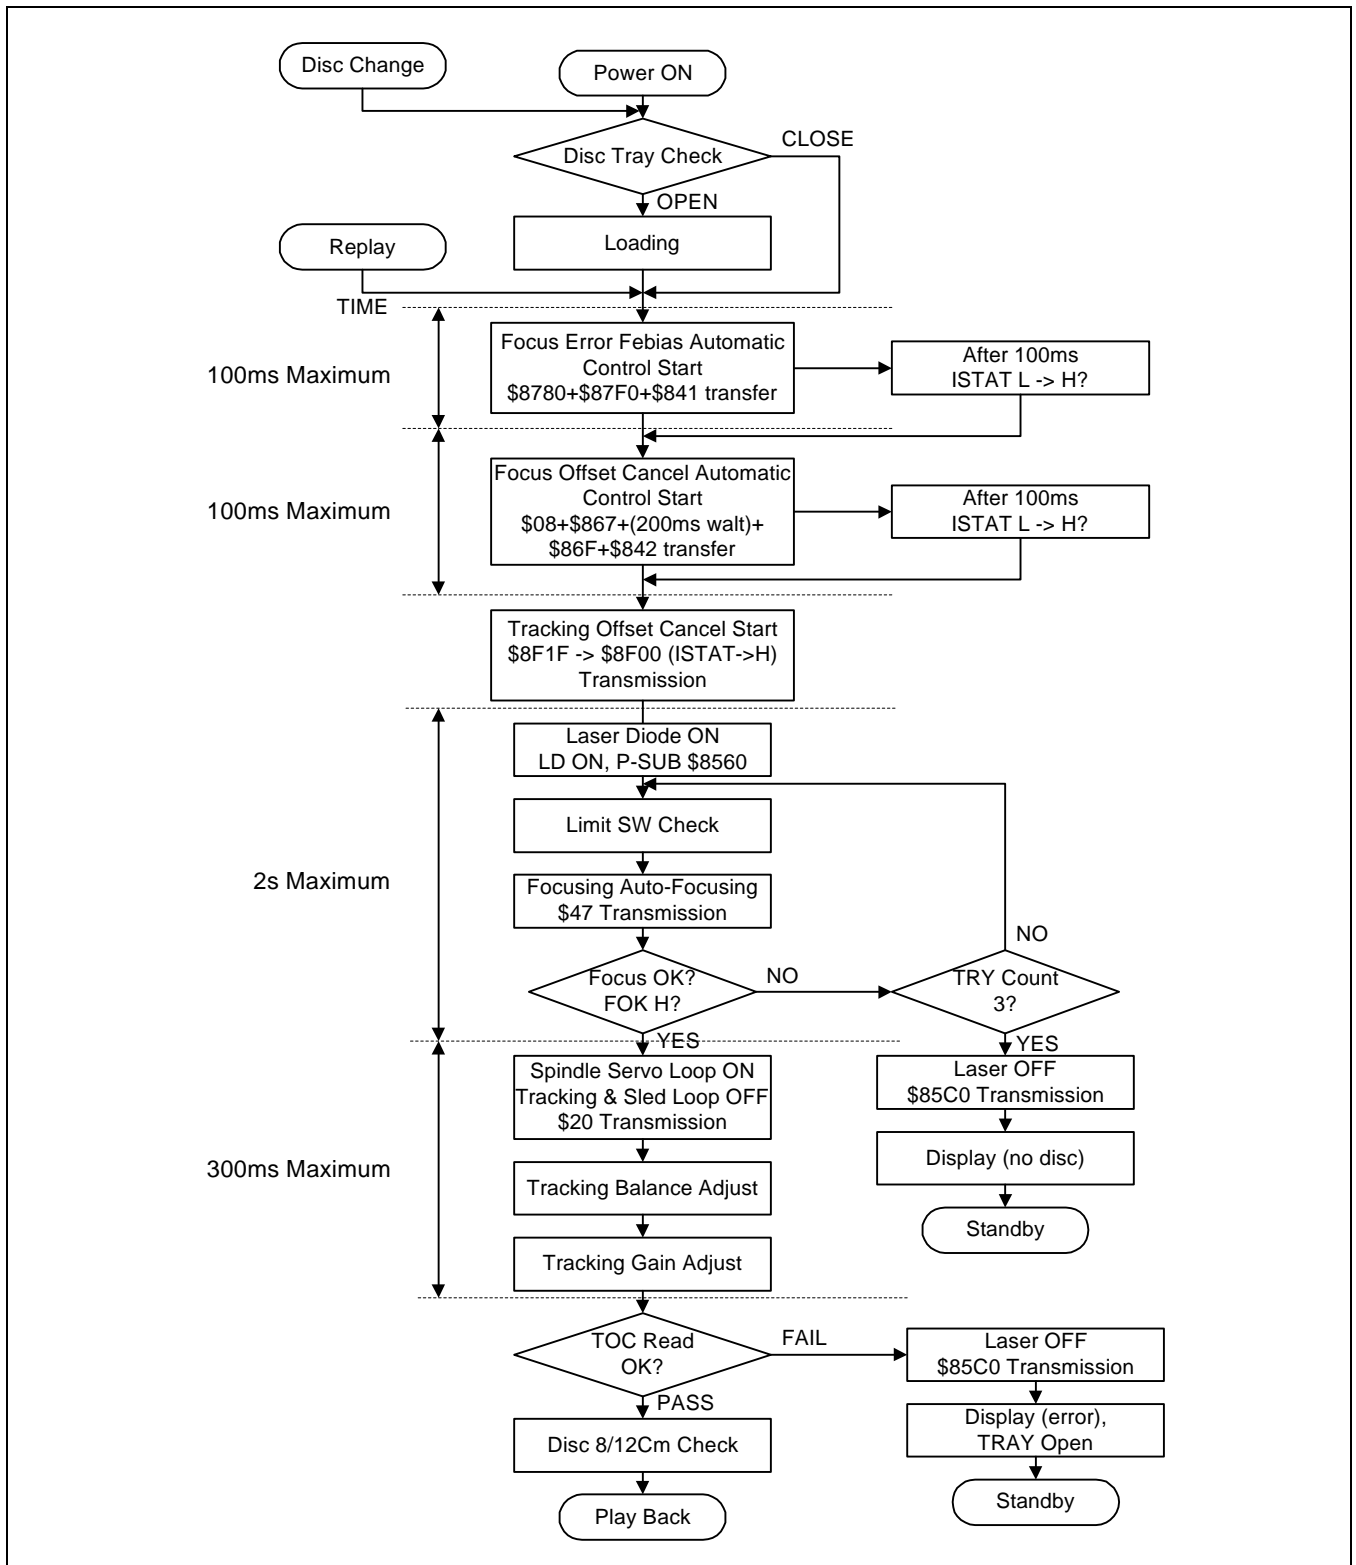 Disc Change
Power ON
CLOSE
Disc Tray Check
OPEN
Loading
Replay
TIME
100ms Maximum
Focus Error Febias Automatic
Control Start
$8780+$87F0+$841 transfer
After 100ms
ISTAT L -> H?
100ms Maximum
Focus Offset Cancel Automatic
Control Start
$08+$867+(200ms walt)+
$86F+$842 transfer
After 100ms
ISTAT L -> H?
Tracking Offset Cancel Start
$8F1F -> $8F00 (ISTAT->H)
Transmission
Laser Diode ON
LD ON, P-SUB $8560
Limit SW Check
2s Maximum
Focusing Auto-Focusing
$47 Transmission
NO
Focus OK?
FOK H?
NO
TRY Count
3?
YES
YES
Spindle Servo Loop ON
Tracking & Sled Loop OFF
$20 Transmission
Laser OFF
$85C0 Transmission
300ms Maximum
Display (no disc)
Tracking Balance Adjust
Standby
Tracking Gain Adjust
TOC Read
OK?
FAIL
Laser OFF
$85C0 Transmission
PASS
Disc 8/12Cm Check
Display (error),
TRAY Open
Play Back
Standby